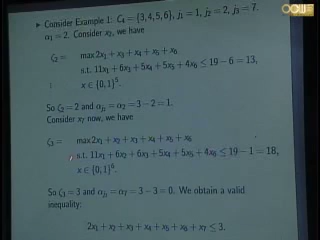 ▸ Consider Example 1: C₄ = {3, 4, 5, 6}, j₁ = 1, j₂ = 2, j₃ = 7.
α₁ = 2. Consider x₂, we have
ζ₂ = max 2x₁ + x₃ + x₄ + x₅ + x₆
s.t. 11x₁ + 6x₃ + 5x₄ + 5x₅ + 4x₆ ≤ 19 − 6 = 13,
x ∈ {0, 1}⁵.
So ζ₂ = 2 and αj₂ = α₂ = 3 − 2 = 1.
Consider x₇ now, we have
ζ₃ = max 2x₁ + x₂ + x₃ + x₄ + x₅ + x₆
s.t. 11x₁ + 6x₂ + 6x₃ + 5x₄ + 5x₅ + 4x₆ ≤ 19 − 1 = 18,
x ∈ {0, 1}⁶.
So ζ₃ = 3 and αj₃ = α₇ = 3 − 3 = 0. We obtain a valid
inequality:
2x₁ + x₂ + x₃ + x₄ + x₅ + x₆ + x₇ ≤ 3.